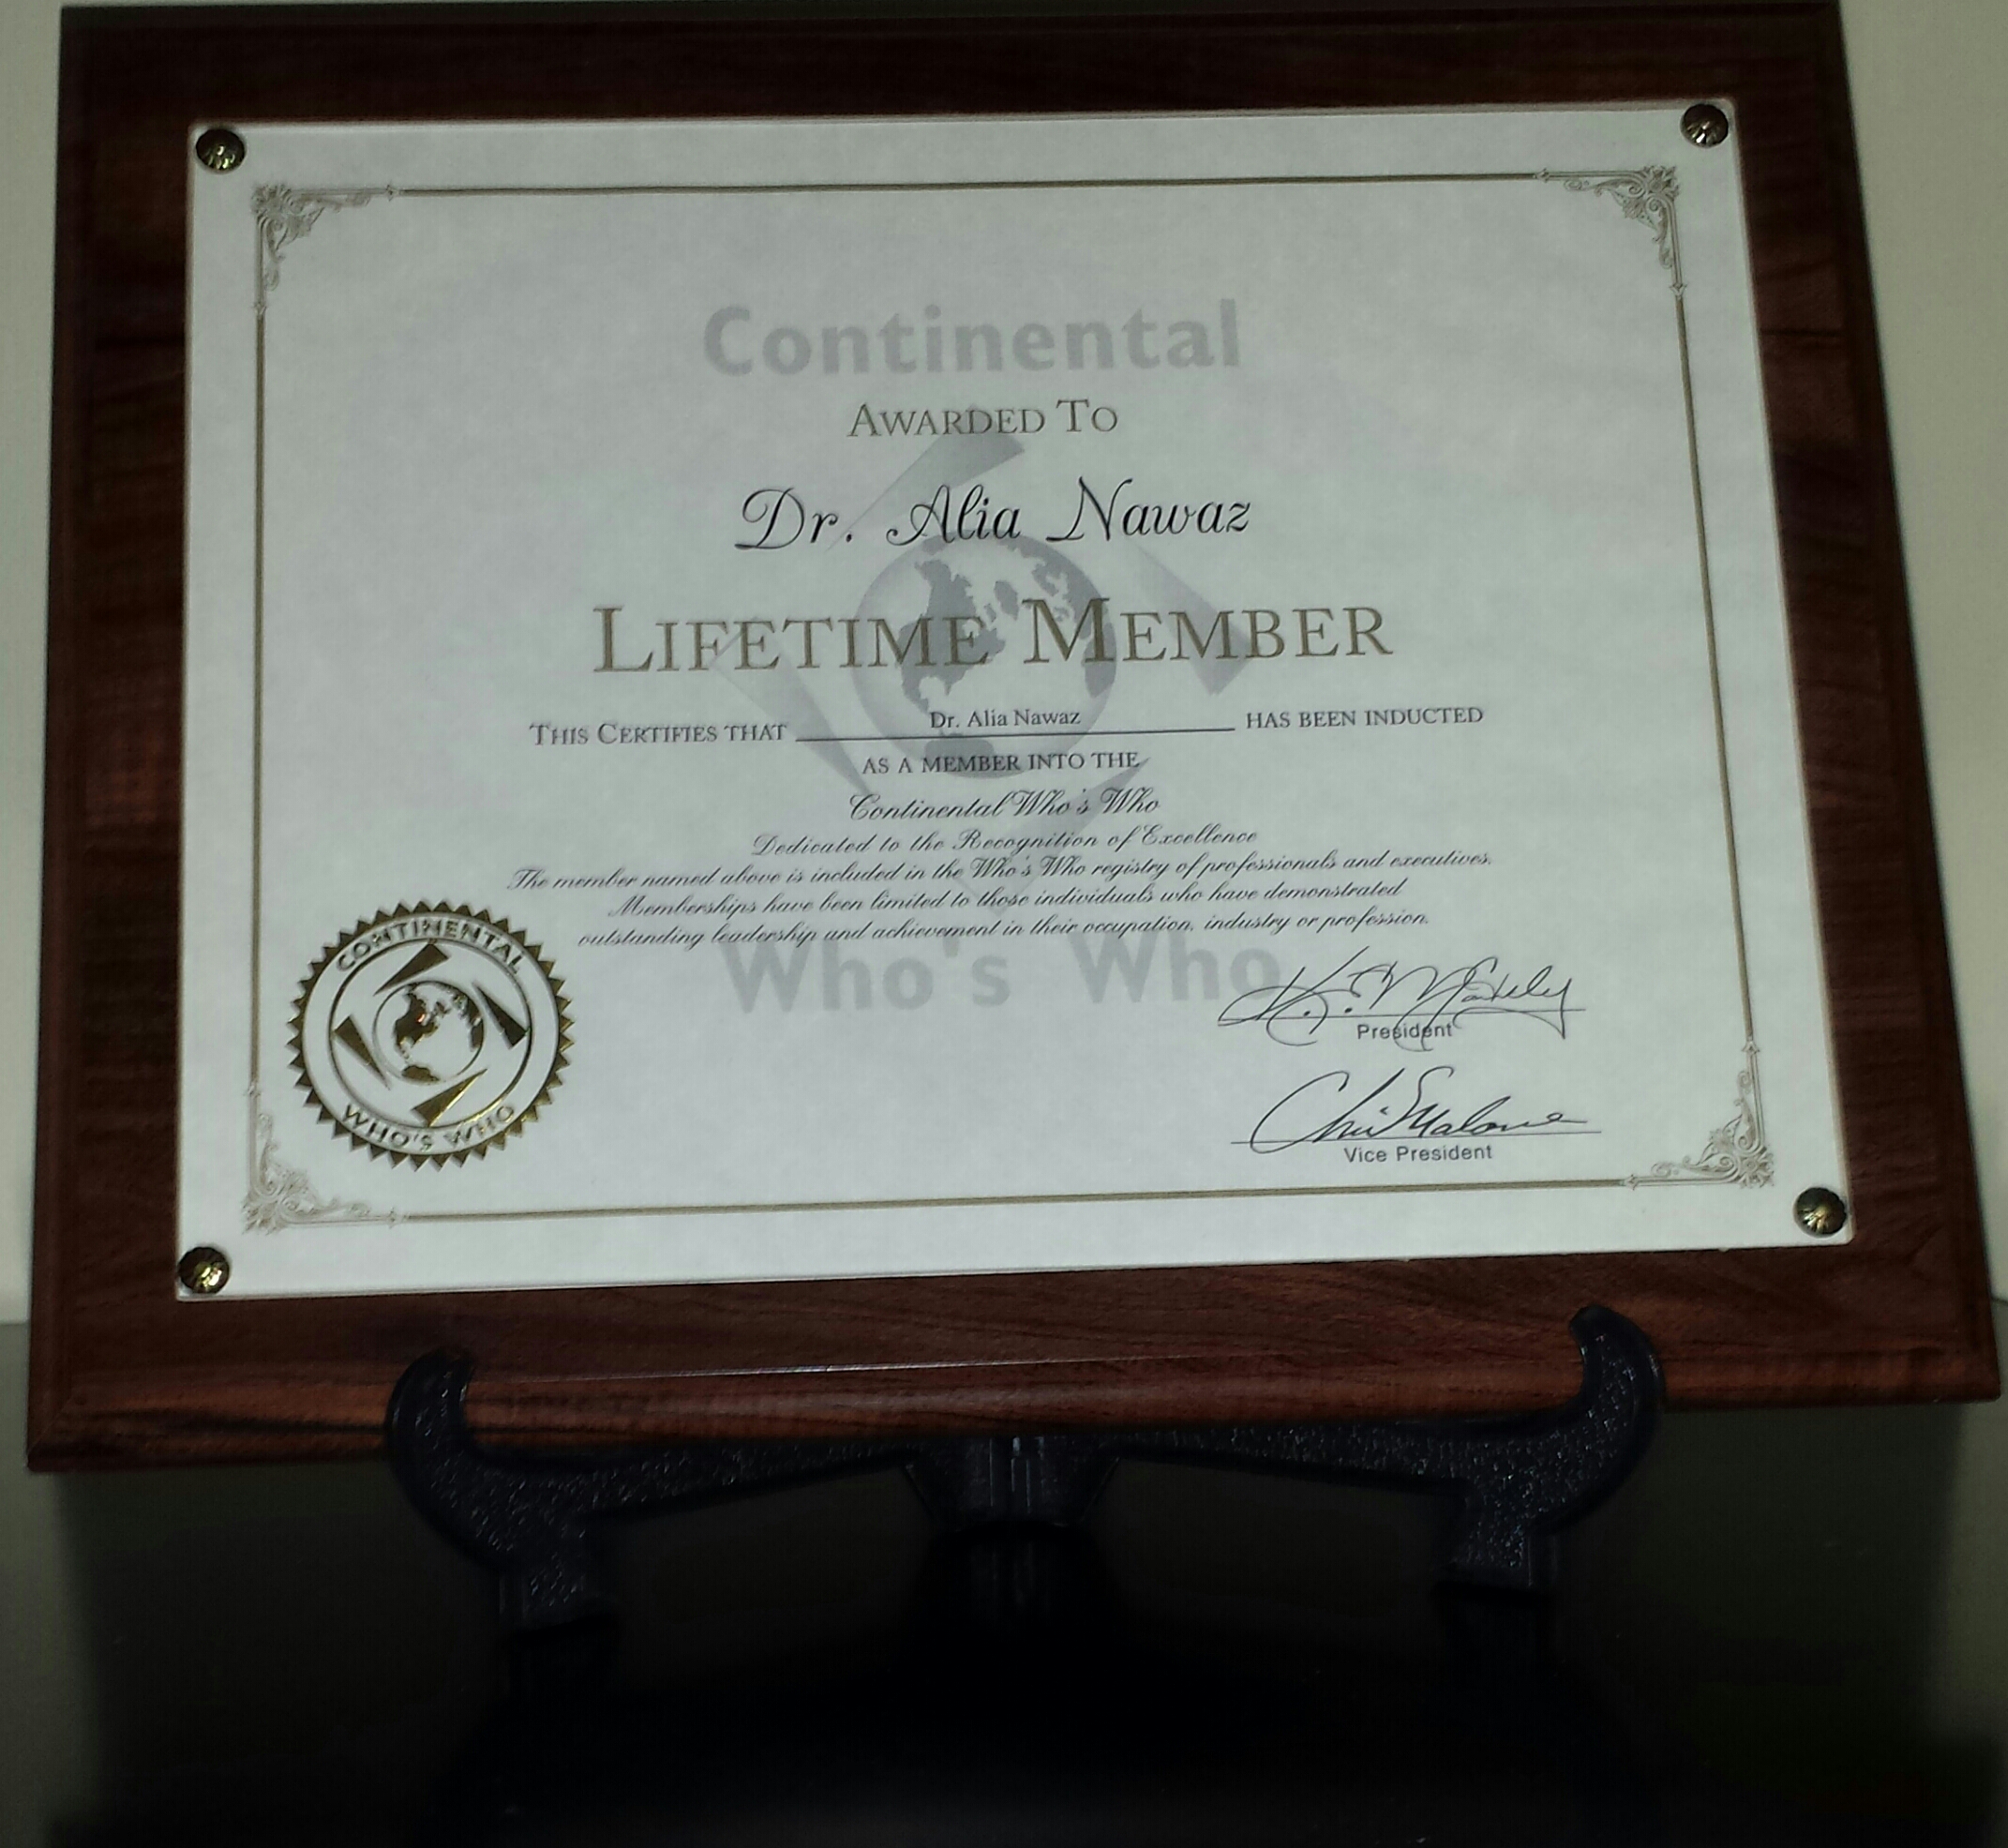 Continental
AWARDED TO
Dr. Alia Nawaz
LIFETIME MEMBER
THIS CERTIFIES THAT Dr. Alia Nawaz HAS BEEN INDUCTED
AS A MEMBER INTO THE
Continental Who's Who
Dedicated to the Recognition of Excellence
The member named above is included in the Who's Who registry of professionals and executives.
Memberships have been limited to those individuals who have demonstrated
outstanding leadership and achievement in their occupation, industry or profession.
Who's Who
CONTINENTAL
WHO'S WHO
President
Chris Malone
Vice President